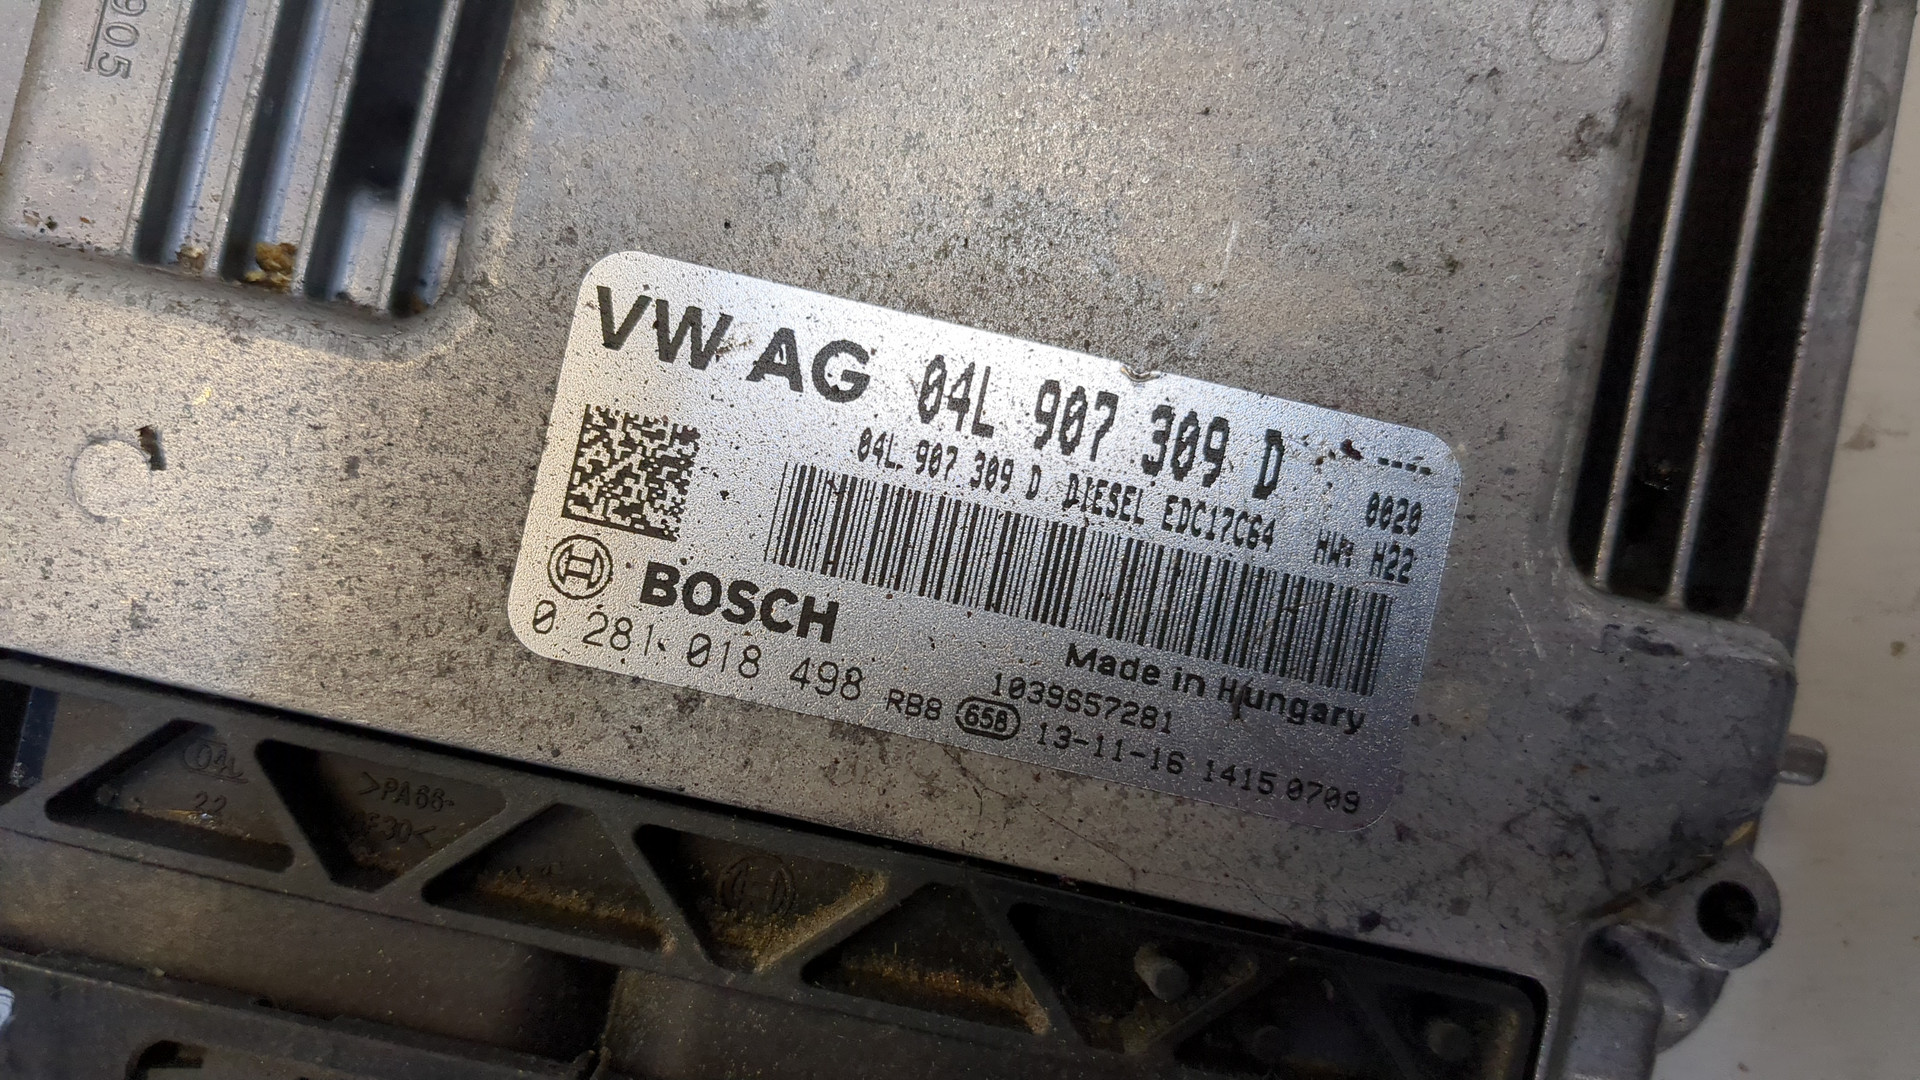 905
VW AG 04L 907 309 D ----
04L 907 309 D DIESEL EDC17C64 0020
HW: H22
BOSCH
Made in Hungary
0 281 018 498
1039S57281
RB8 658 13-11-16 1415 0709
04L
22
>PA66-